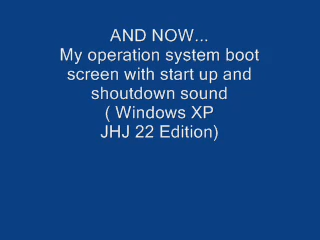 AND NOW...
My operation system boot
screen with start up and
shoutdown sound
( Windows XP
JHJ 22 Edition)